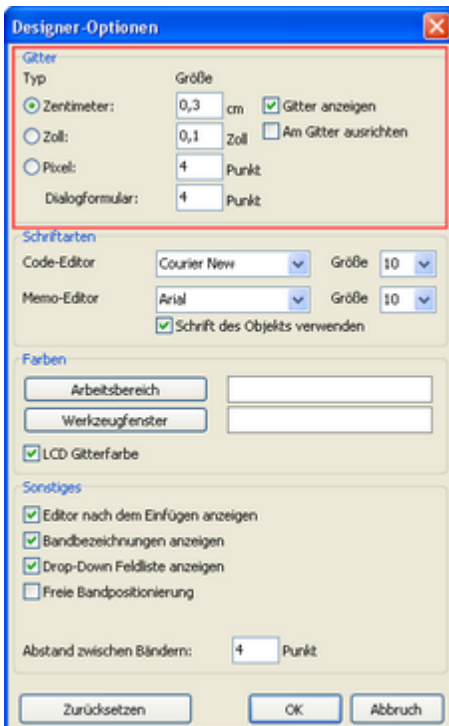 Designer-Optionen
Gitter
Typ Größe
Zentimeter: 0,3 cm Gitter anzeigen
Zoll: 0,1 Zoll Am Gitter ausrichten
Pixel: 4 Punkt
Dialogformular: 4 Punkt
Schriftarten
Code-Editor Courier New Größe 10
Memo-Editor Arial Größe 10
Schrift des Objekts verwenden
Farben
Arbeitsbereich
Werkzeugfenster
LCD Gitterfarbe
Sonstiges
Editor nach dem Einfügen anzeigen
Bandbezeichnungen anzeigen
Drop-Down Feldliste anzeigen
Freie Bandpositionierung
Abstand zwischen Bändern: 4 Punkt
Zurücksetzen OK Abbruch